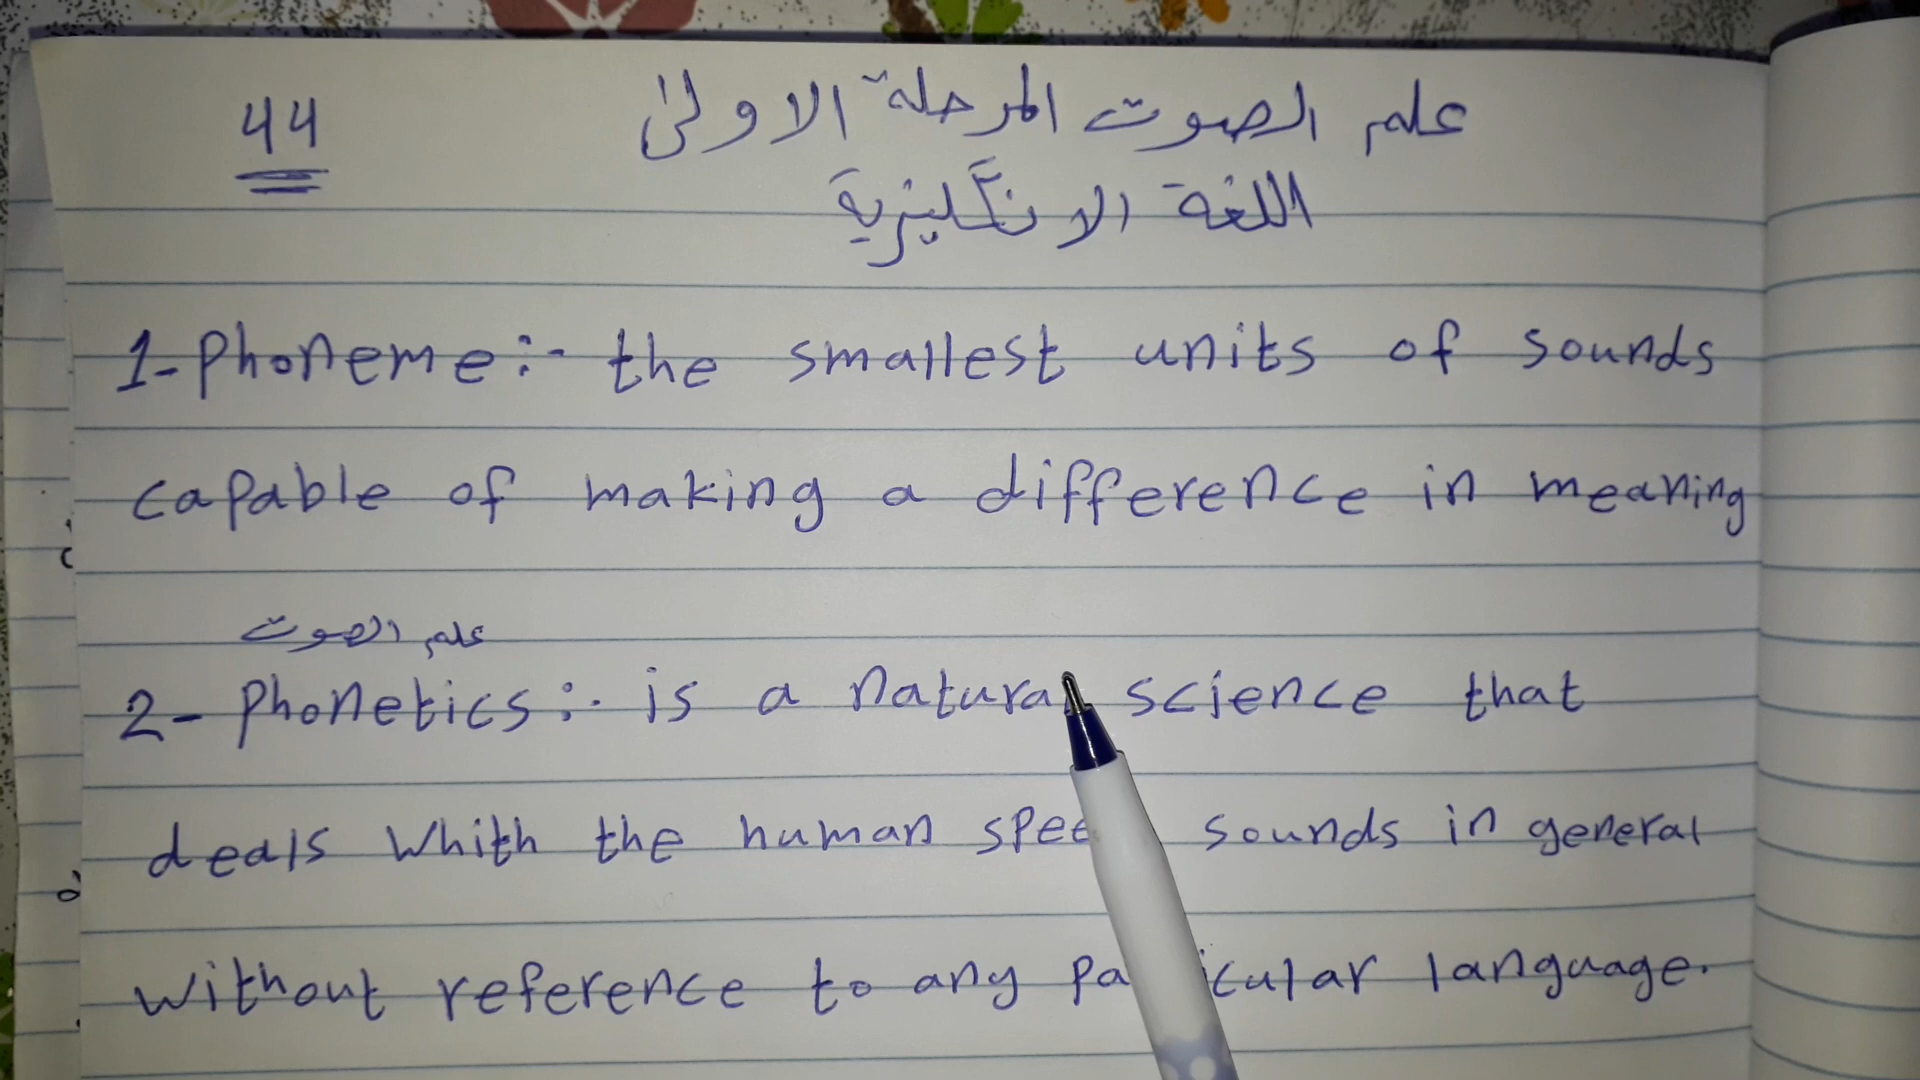 علم الصوت المرحلة الاولى
44
اللغة الانكليزية
1- Phoneme:- the smallest units of sounds
capable of making a difference in meaning
علم الصوت
2- Phonetics:- is a natural science that
deals Whith the human sounds in general
without reference to any language.